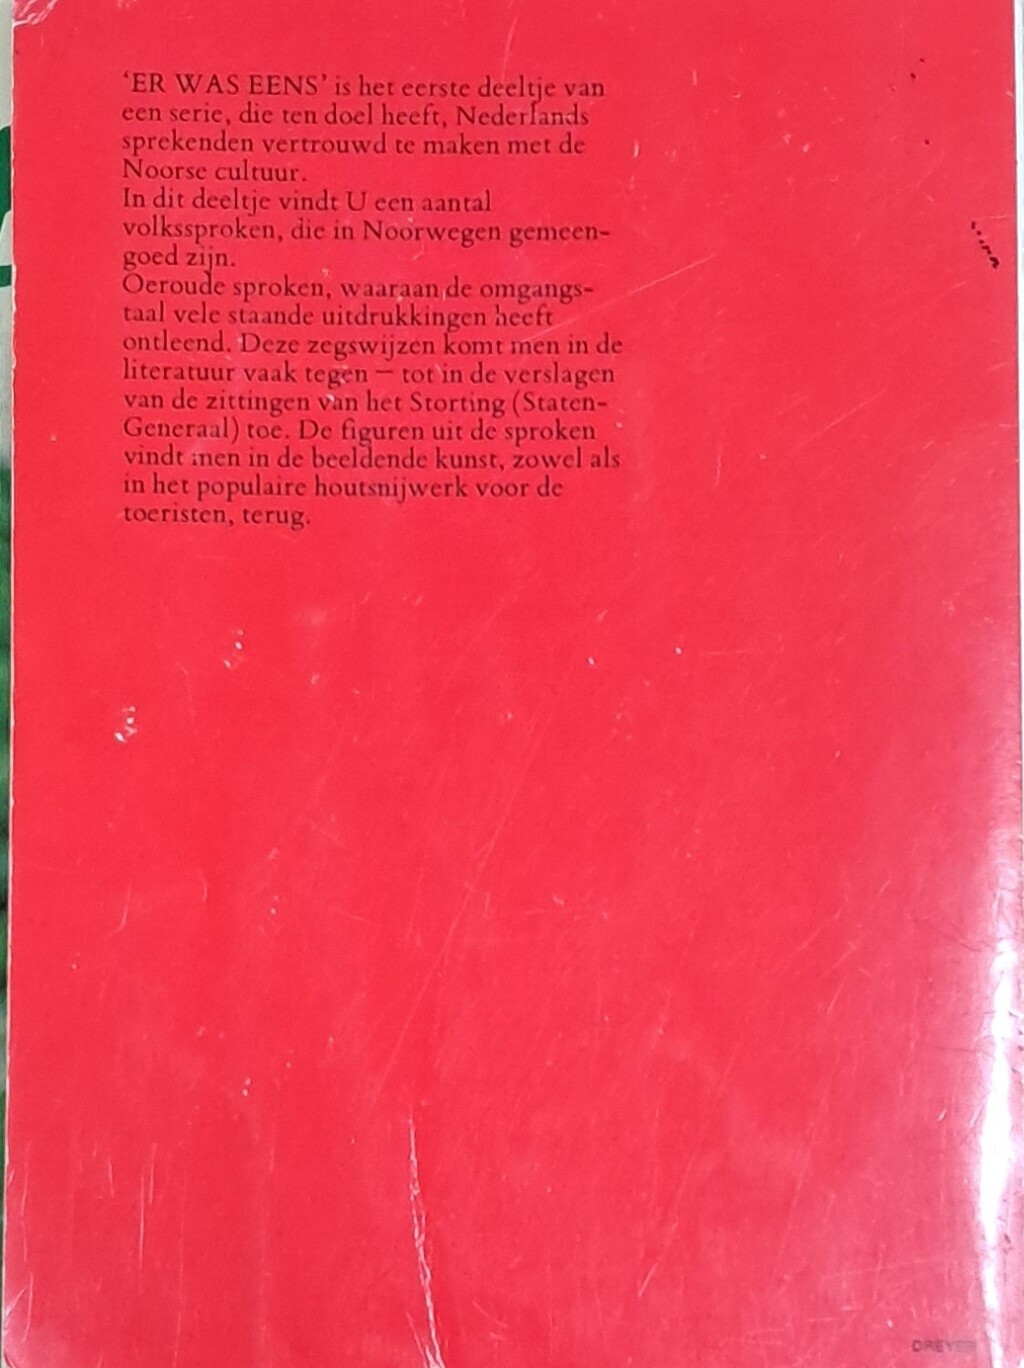 ‘ER WAS EENS’ is het eerste deeltje van
een serie, die ten doel heeft, Nederlands
sprekenden vertrouwd te maken met de
Noorse cultuur.
In dit deeltje vindt U een aantal
volkssproken, die in Noorwegen gemeen-
goed zijn.
Oeroude sproken, waaraan de omgangs-
taal vele staande uitdrukkingen heeft
ontleend. Deze zegswijzen komt men in de
literatuur vaak tegen – tot in de verslagen
van de zittingen van het Storting (Staten-
Generaal) toe. De figuren uit de sproken
vindt men in de beeldende kunst, zowel als
in het populaire houtsnijwerk voor de
toeristen, terug.
DREYER